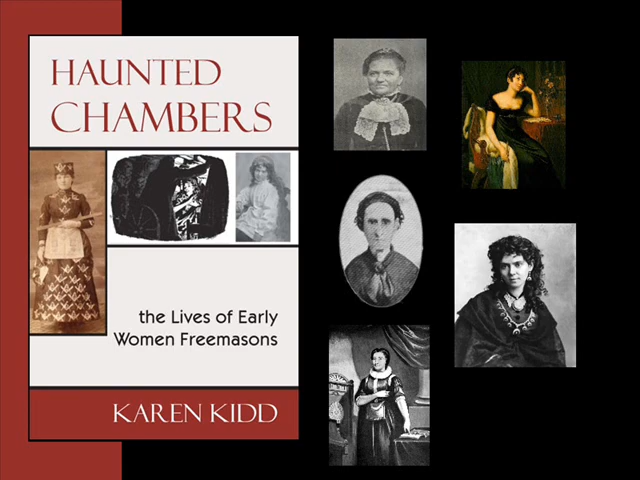 HAUNTED
CHAMBERS
the Lives of Early
Women Freemasons
KAREN KIDD